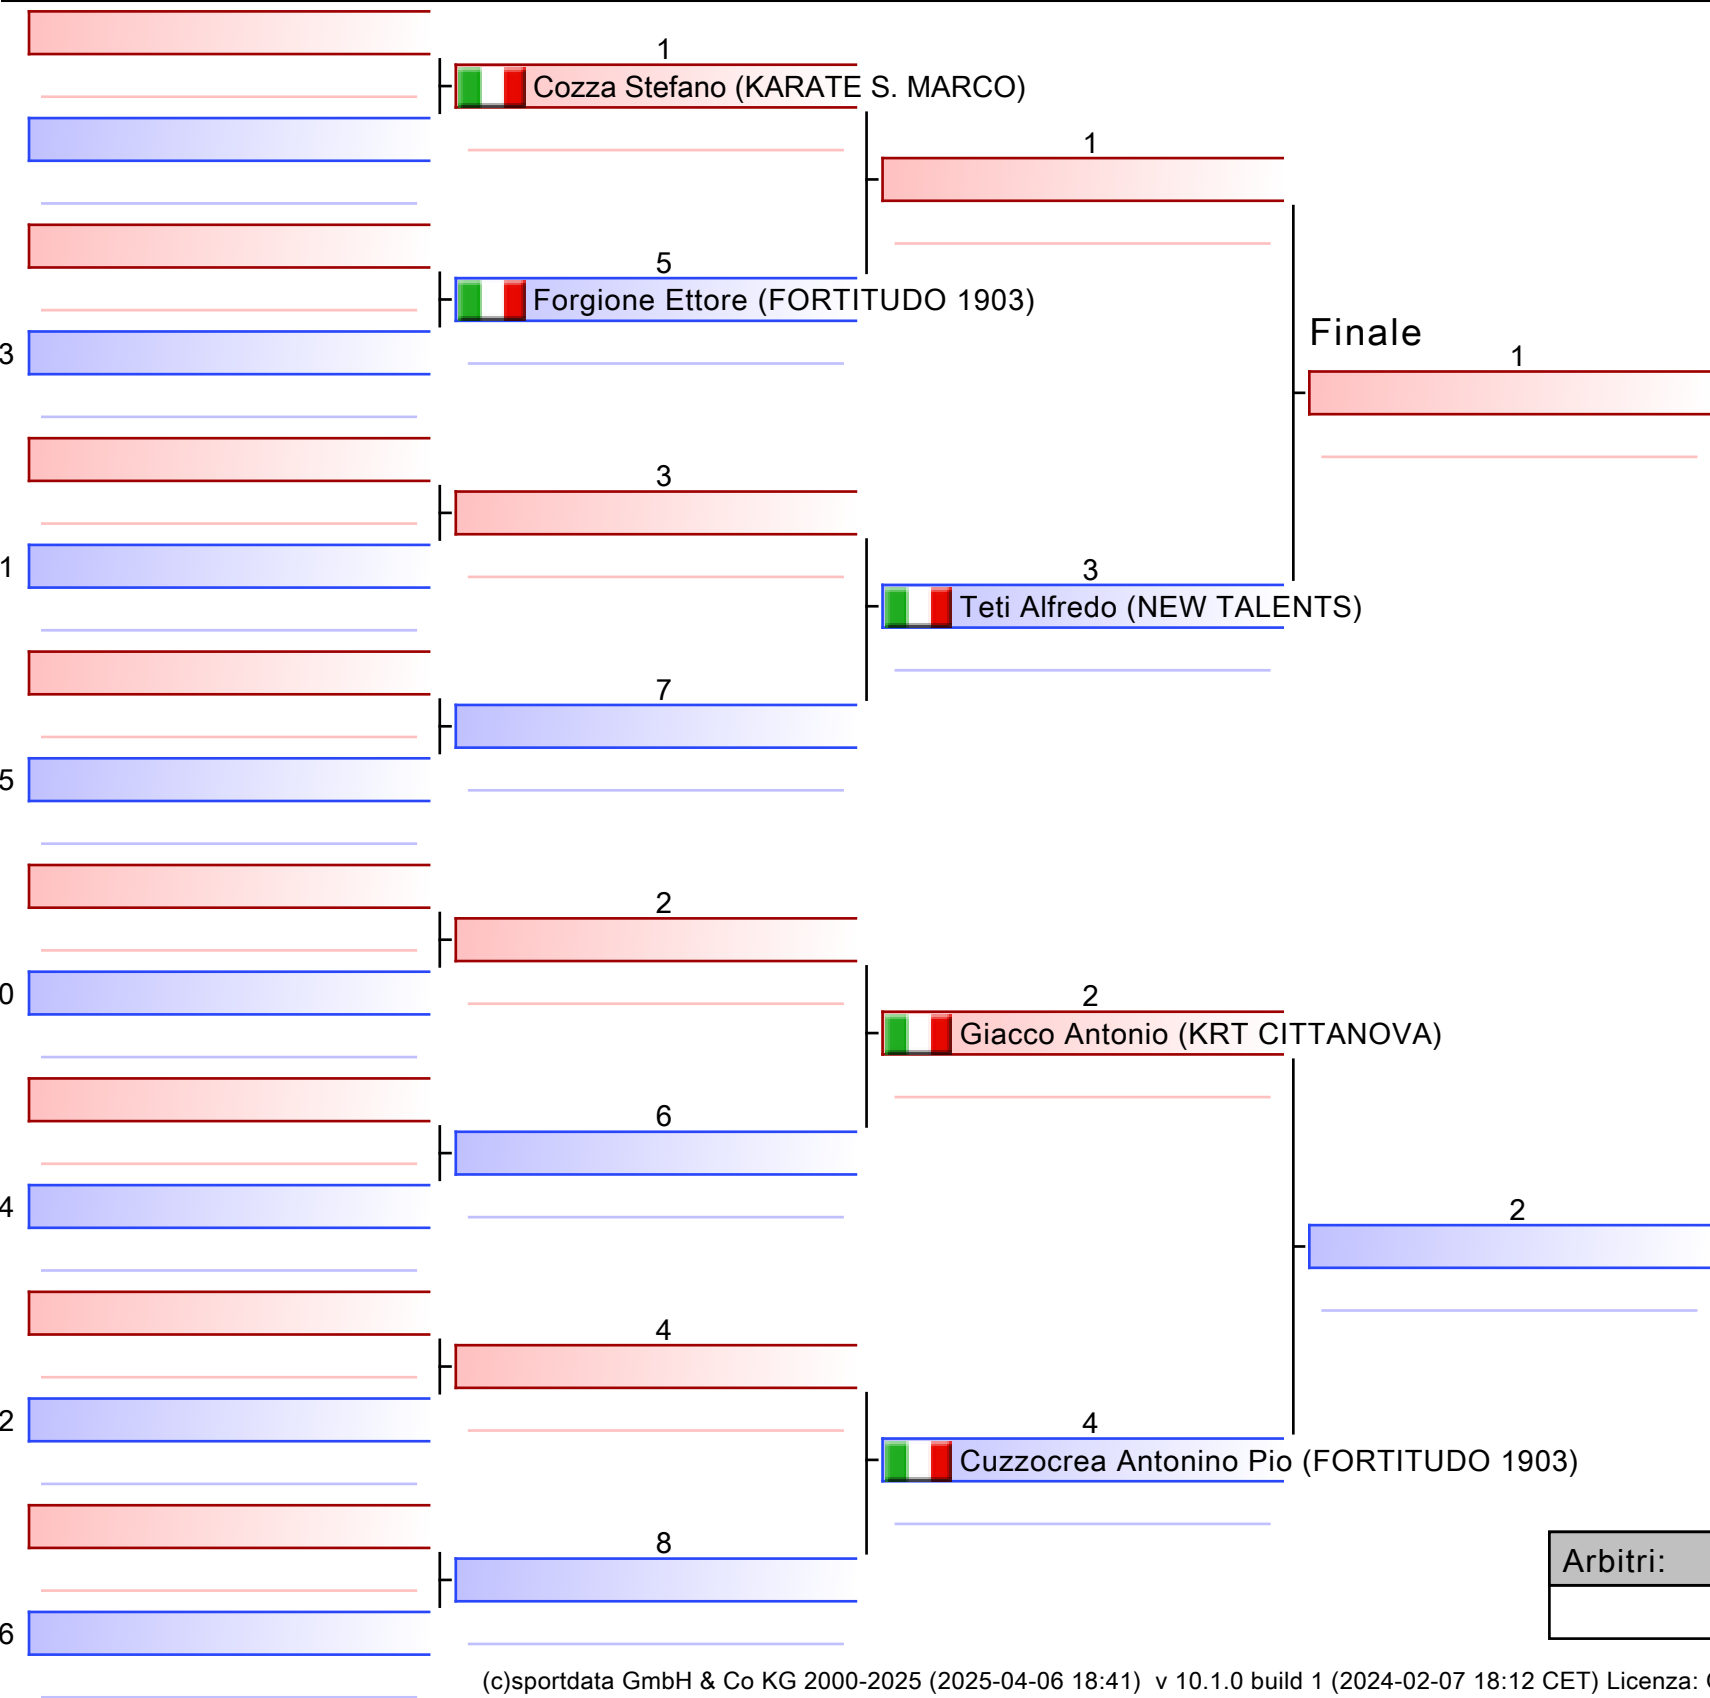 1
Cozza Stefano (KARATE S. MARCO)
1
5
Forgione Ettore (FORTITUDO 1903)
Finale
1
3
3
1
3
Teti Alfredo (NEW TALENTS)
7
5
2
0
2
Giacco Antonio (KRT CITTANOVA)
6
4
2
4
2
4
Cuzzocrea Antonino Pio (FORTITUDO 1903)
8
Arbitri:
6
(c)sportdata GmbH & Co KG 2000-2025 (2025-04-06 18:41) v 10.1.0 build 1 (2024-02-07 18:12 CET) Licenza: